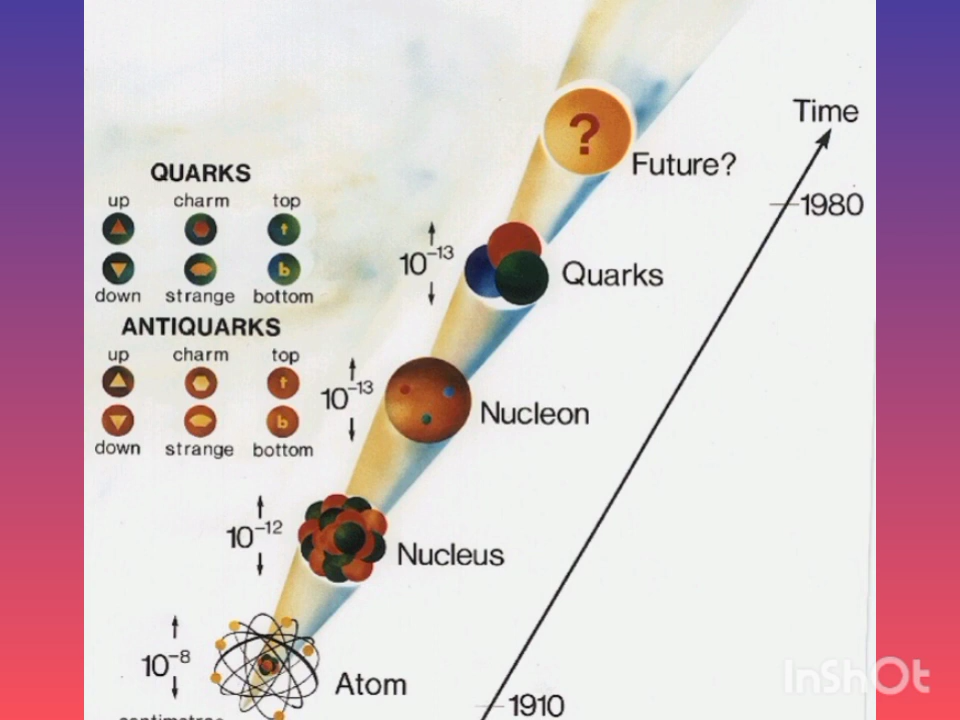 Time
?
Future?
1980
QUARKS
up charm top
t
b
down strange bottom
10⁻¹³
Quarks
ANTIQUARKS
up charm top
t
b
down strange bottom
10⁻¹³
Nucleon
10⁻¹²
Nucleus
10⁻⁸
Atom
1910
InShOt